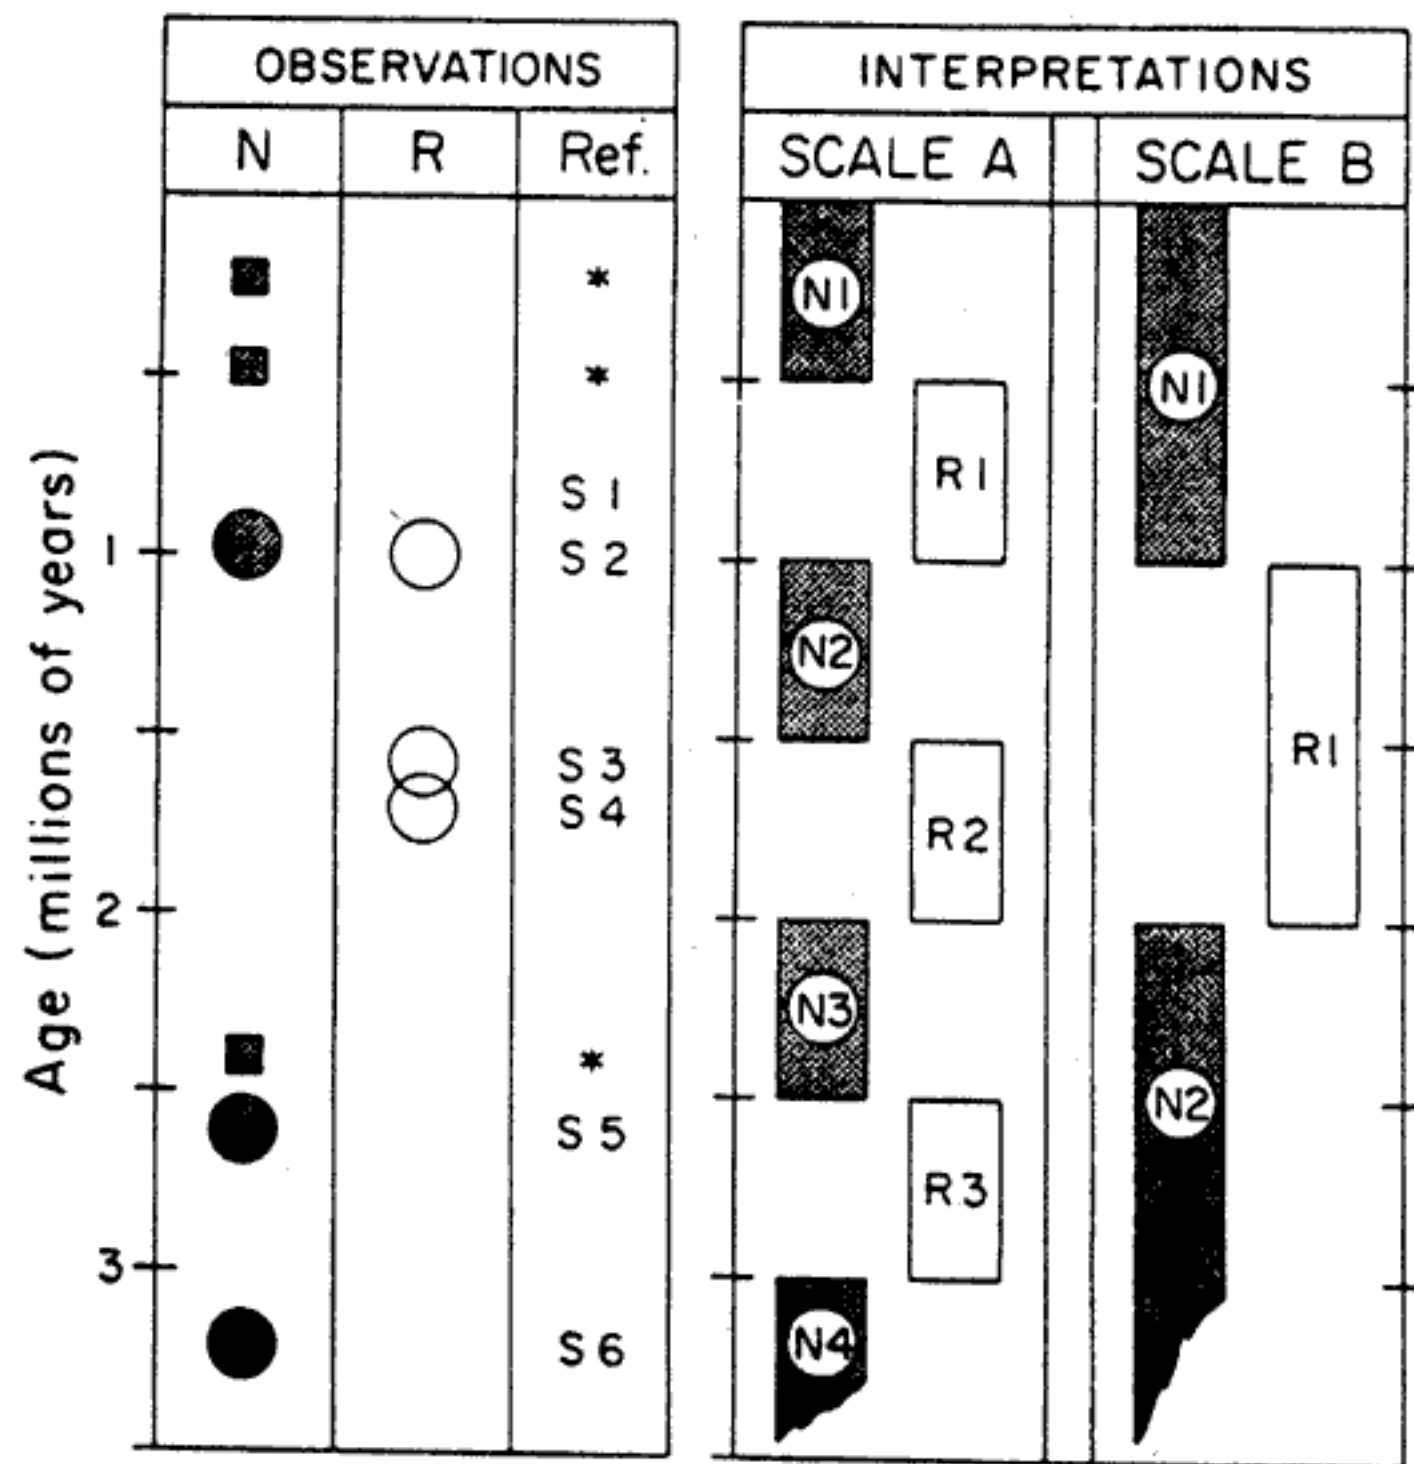 OBSERVATIONS
N R Ref.
*
*
S 1
S 2
S 3
S 4
*
S 5
S 6
Age (millions of years)
1
2
3
INTERPRETATIONS
SCALE A SCALE B
N1
R1
N2
R2
N3
R3
N4
N1
R1
N2